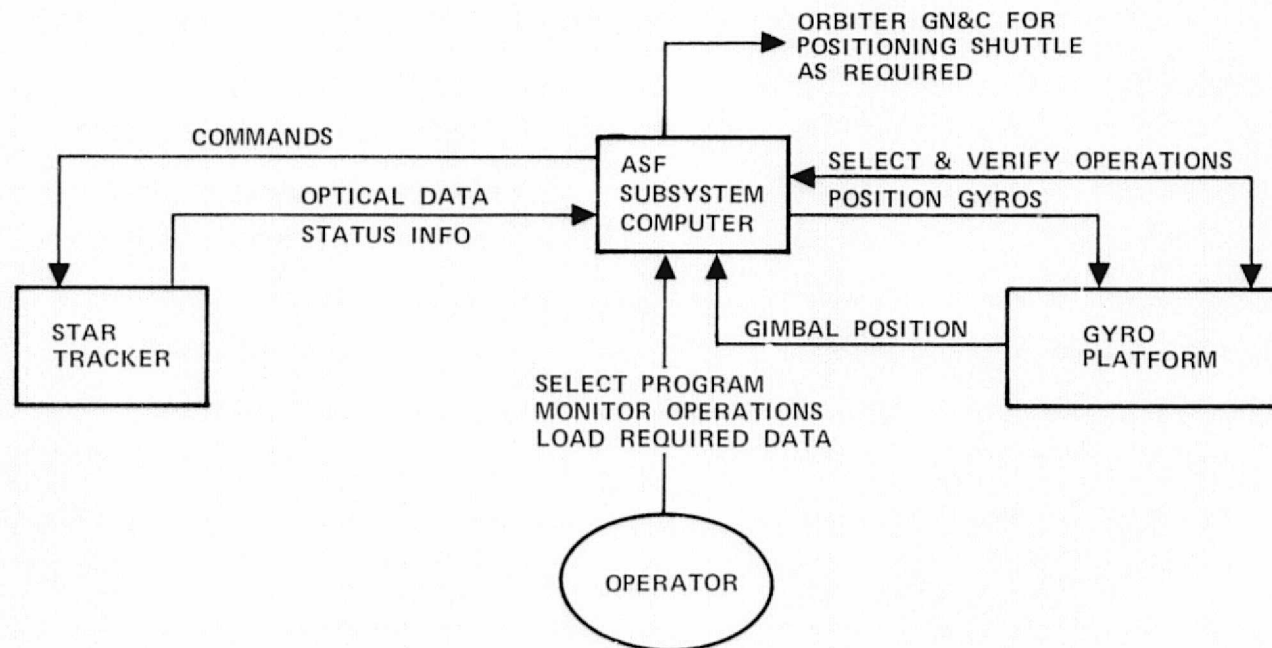 ORBITER GN&C FOR
POSITIONING SHUTTLE
AS REQUIRED
COMMANDS
ASF
SUBSYSTEM
COMPUTER
SELECT & VERIFY OPERATIONS
OPTICAL DATA
STATUS INFO
POSITION GYROS
STAR
TRACKER
GIMBAL POSITION
GYRO
PLATFORM
SELECT PROGRAM
MONITOR OPERATIONS
LOAD REQUIRED DATA
OPERATOR